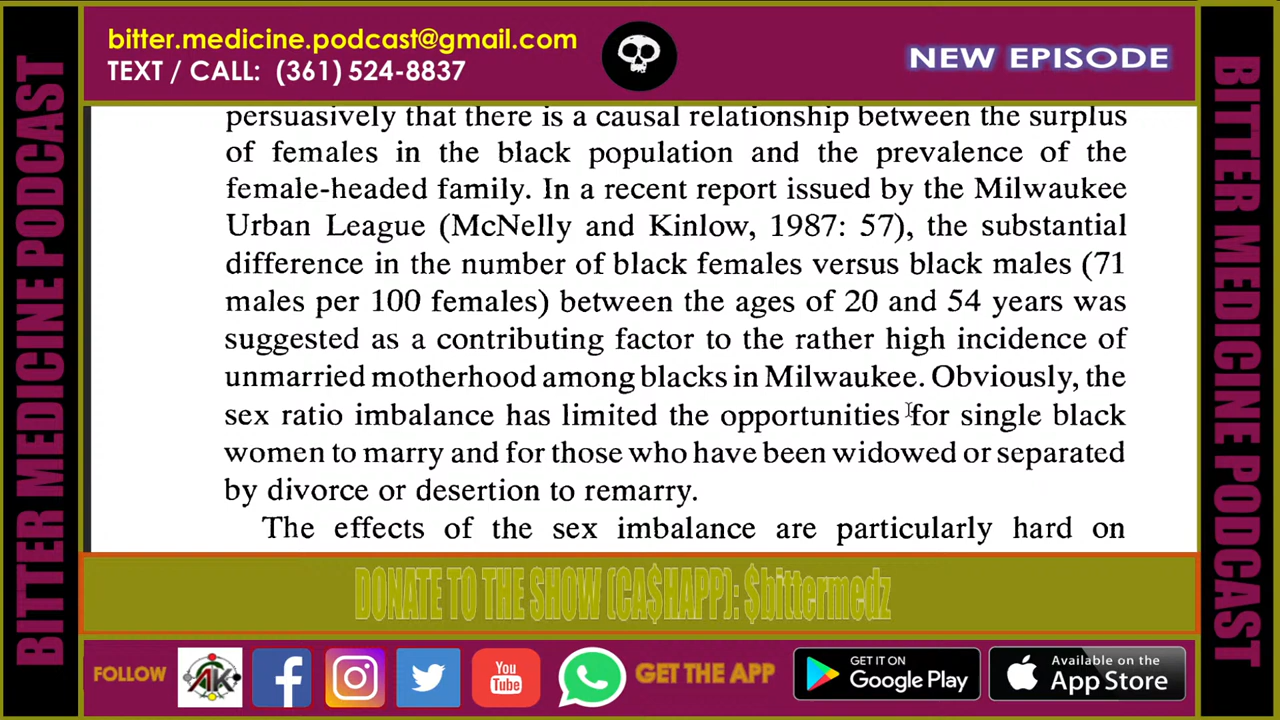 bitter.medicine.podcast@gmail.com
TEXT / CALL: (361) 524-8837
NEW EPISODE
BITTER MEDICINE PODCAST
persuasively that there is a causal relationship between the surplus
of females in the black population and the prevalence of the
female-headed family. In a recent report issued by the Milwaukee
Urban League (McNelly and Kinlow, 1987: 57), the substantial
difference in the number of black females versus black males (71
males per 100 females) between the ages of 20 and 54 years was
suggested as a contributing factor to the rather high incidence of
unmarried motherhood among blacks in Milwaukee. Obviously, the
sex ratio imbalance has limited the opportunities for single black
women to marry and for those who have been widowed or separated
by divorce or desertion to remarry.
The effects of the sex imbalance are particularly hard on
BITTER MEDICINE PODCAST
DONATE TO THE SHOW (CA$HAPP): $bittermedz
FOLLOW
You
Tube
GET THE APP
GET IT ON
Google Play
Available on the
App Store